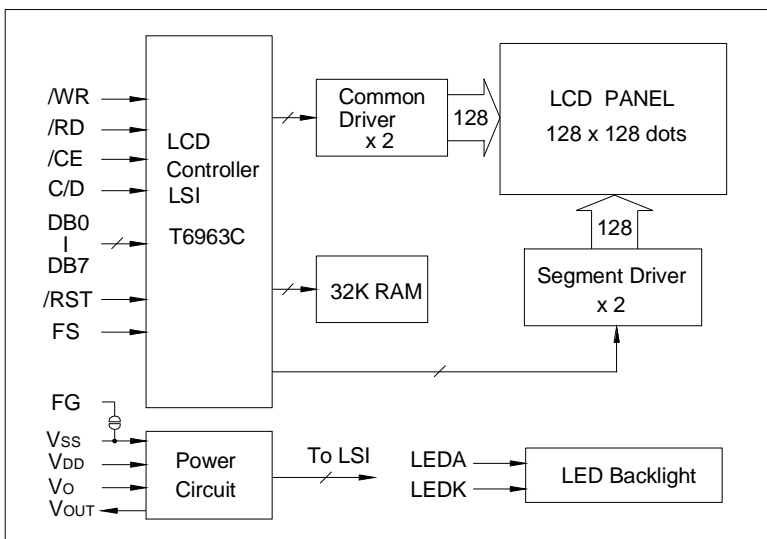 /WR
/RD
/CE
C/D
DB0
DB7
/RST
FS
LCD
Controller
LSI
T6963C
Common
Driver
x 2
128
LCD PANEL
128 x 128 dots
128
32K RAM
Segment Driver
x 2
FG
VSS
VDD
VO
VOUT
Power
Circuit
To LSI
LEDA
LEDK
LED Backlight